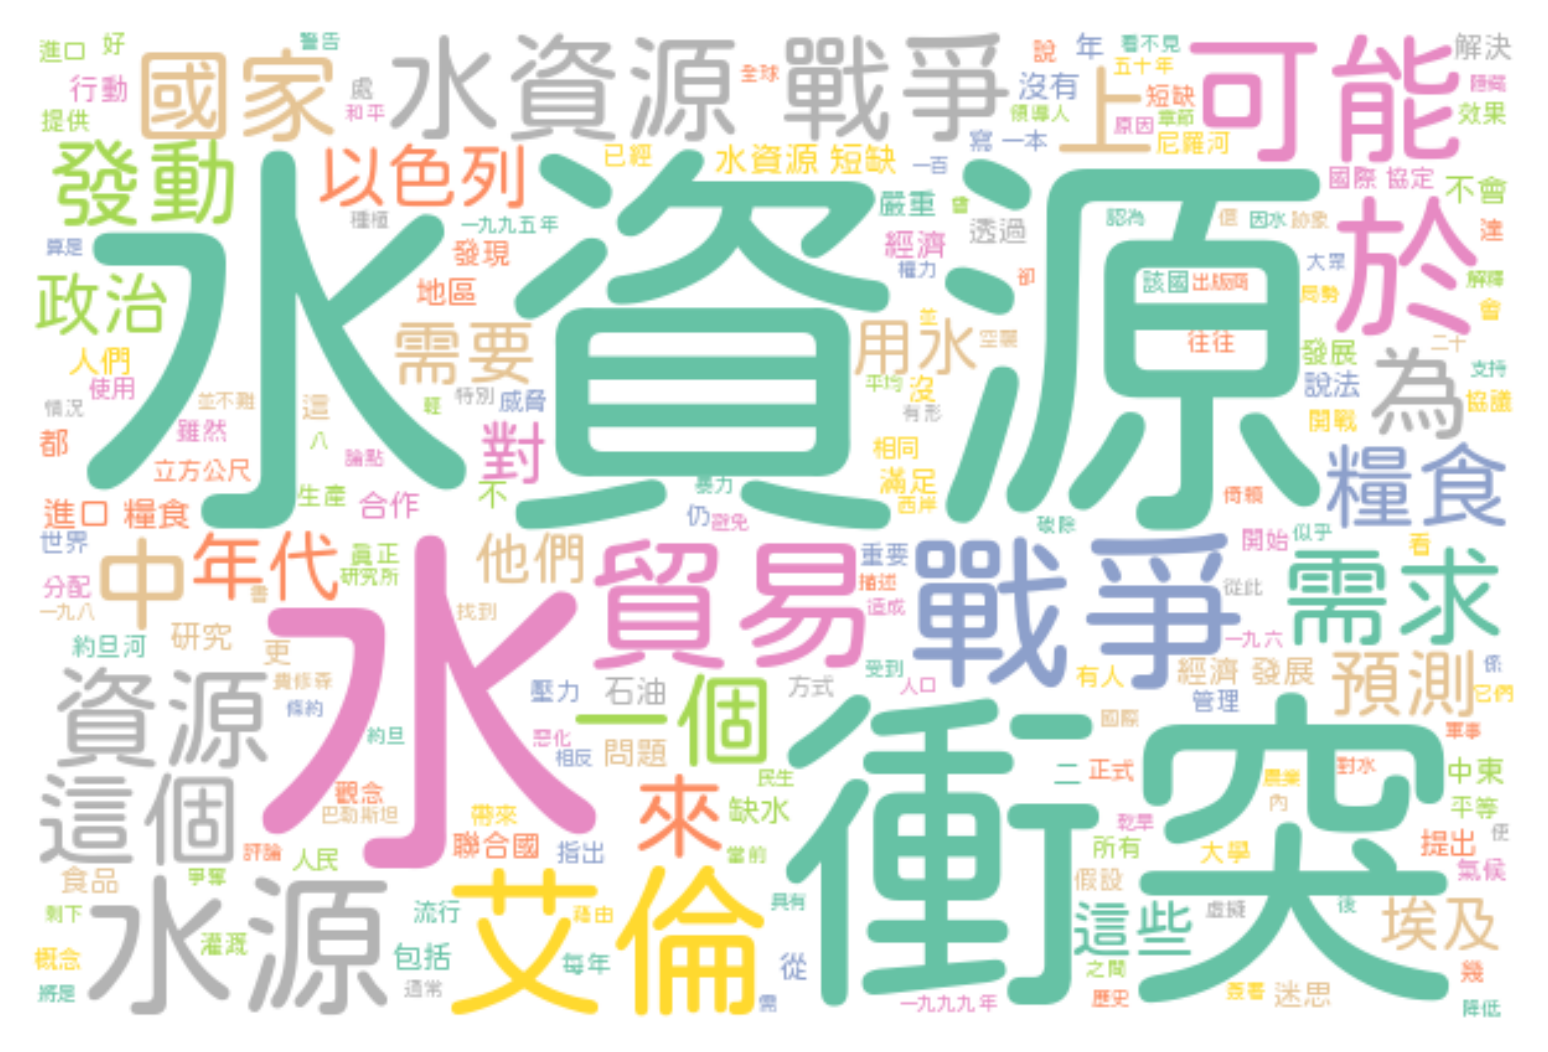 進口 好 警告
國家 水資源 戰爭 說 年 看不見 可能 解決
行動 處 全球 沒有 五十年 上 隱藏
提供 和平 領導人 短缺 效果
原因 章節
發動 以色列 已經 水資源 短缺 一百 寫 一本 尼羅河
國際 協定 不會
水資源
種植 一九九五年 嚴重 會 認為 因水 跡象 於 達
算是 發現 經濟 透過 大眾
政治 地區 權力 卻 該國 出版商 局勢 解釋
會
需要 用水 並 往往 二十
人們 發展 為 支持
使用 平均 沒 說法 協議
情況 並不難 這 輕 特別 威脅 有形 開戰
都 雖然 八 對 相同 糧食
立方公尺 論點 滿足
進口 糧食 生產 合作 不 暴力 西岸 倚賴
仍 避免 破除
世界 中 年代 真正 他們 貿易 重要 戰爭 開始 似乎 看 需求
分配 研究所 描述 從此
一九八 書 水 找到 造成
約旦河 研究 更 一九六
資源 受到 人口 有人 經濟 發展 預測 係
條約 壓力 石油 一個 方式 管理 它們
約旦 惡化 相反 問題 衝突 國際 軍事
這個 觀念 民生 二 正式 農業 對水 中東
巴勒斯坦 帶來 來 缺水 內 平等
評論 人民 聯合國 指出 當前 乾旱 所有 大學 提出 便
食品 爭奪 假設 氣候
水源 艾倫 具有 這些 虛擬 後 埃及
剩下 流行 藉由
概念 灌溉 包括 每年 從 之間 幾
將是 通常 需 一九九九年 歷史 簽署 迷思 降低